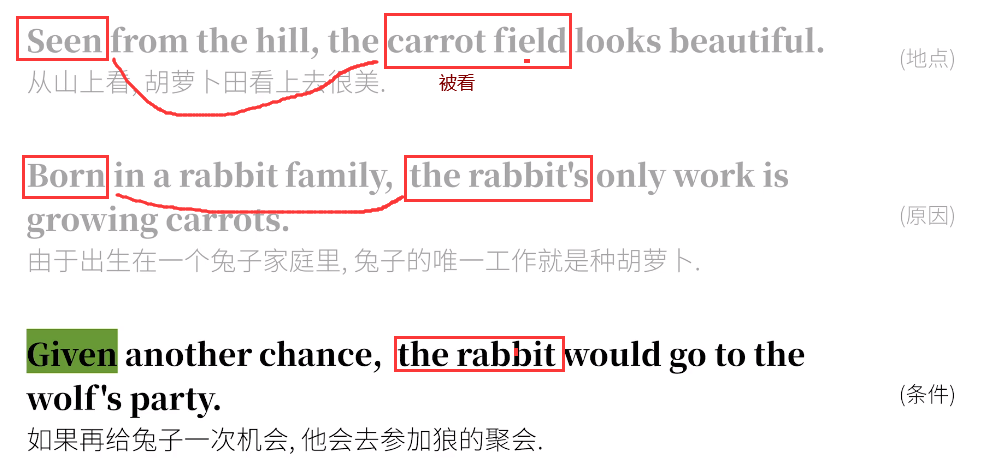 Seen from the hill, the carrot field looks beautiful.
(地点)
从山上看, 胡萝卜田看上去很美.
被看
Born in a rabbit family, the rabbit's only work is
growing carrots.
(原因)
由于出生在一个兔子家庭里, 兔子的唯一工作就是种胡萝卜.
Given another chance, the rabbit would go to the
wolf's party.
(条件)
如果再给兔子一次机会, 他会去参加狼的聚会.